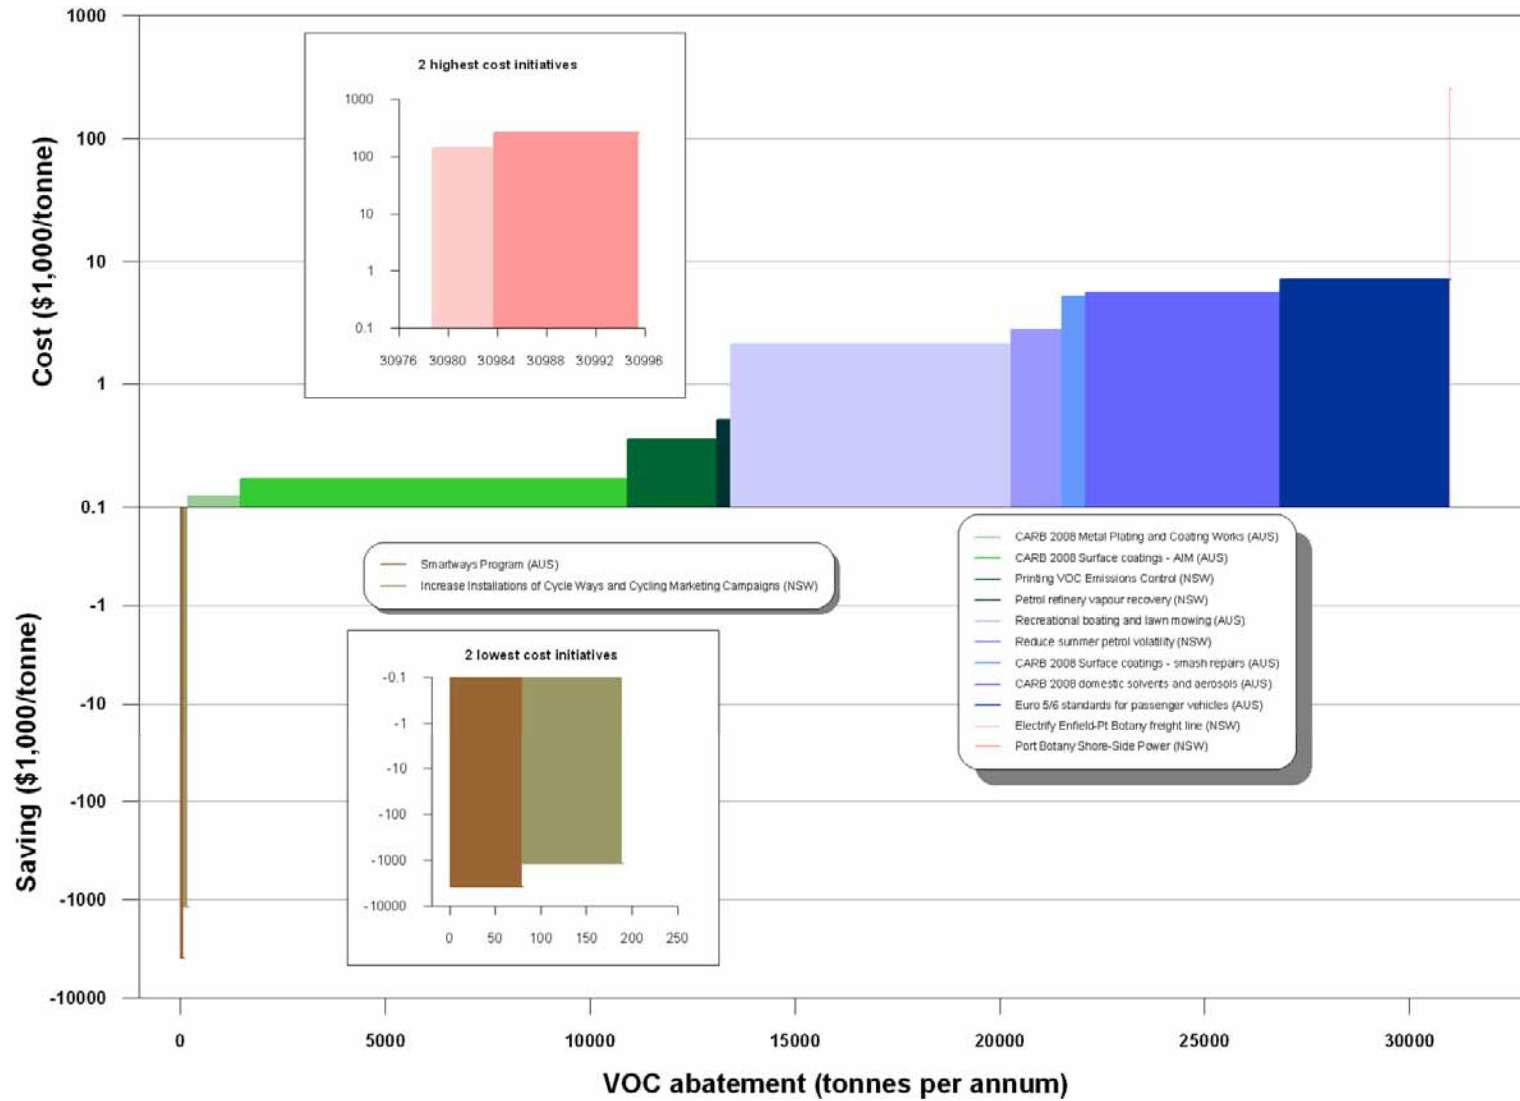 1000
100
10
1
0.1
-1
-10
-100
-1000
-10000
Cost ($1,000/tonne)
Saving ($1,000/tonne)
2 highest cost initiatives
1000
100
10
1
0.1
30976 30980 30984 30988 30992 30996
Smartways Program (AUS)
Increase Installations of Cycle Ways and Cycling Marketing Campaigns (NSW)
CARB 2008 Metal Plating and Coating Works (AUS)
CARB 2008 Surface coatings - AIM (AUS)
Printing VOC Emissions Control (NSW)
Petrol refinery vapour recovery (NSW)
Recreational boating and lawn mowing (AUS)
Reduce summer petrol volatility (NSW)
CARB 2008 Surface coatings - smash repairs (AUS)
CARB 2008 domestic solvents and aerosols (AUS)
Euro 5/6 standards for passenger vehicles (AUS)
Electrify Enfield-Pt Botany freight line (NSW)
Port Botany Shore-Side Power (NSW)
2 lowest cost initiatives
-0.1
-1
-10
-100
-1000
-10000
0 50 100 150 200 250
0 5000 10000 15000 20000 25000 30000
VOC abatement (tonnes per annum)